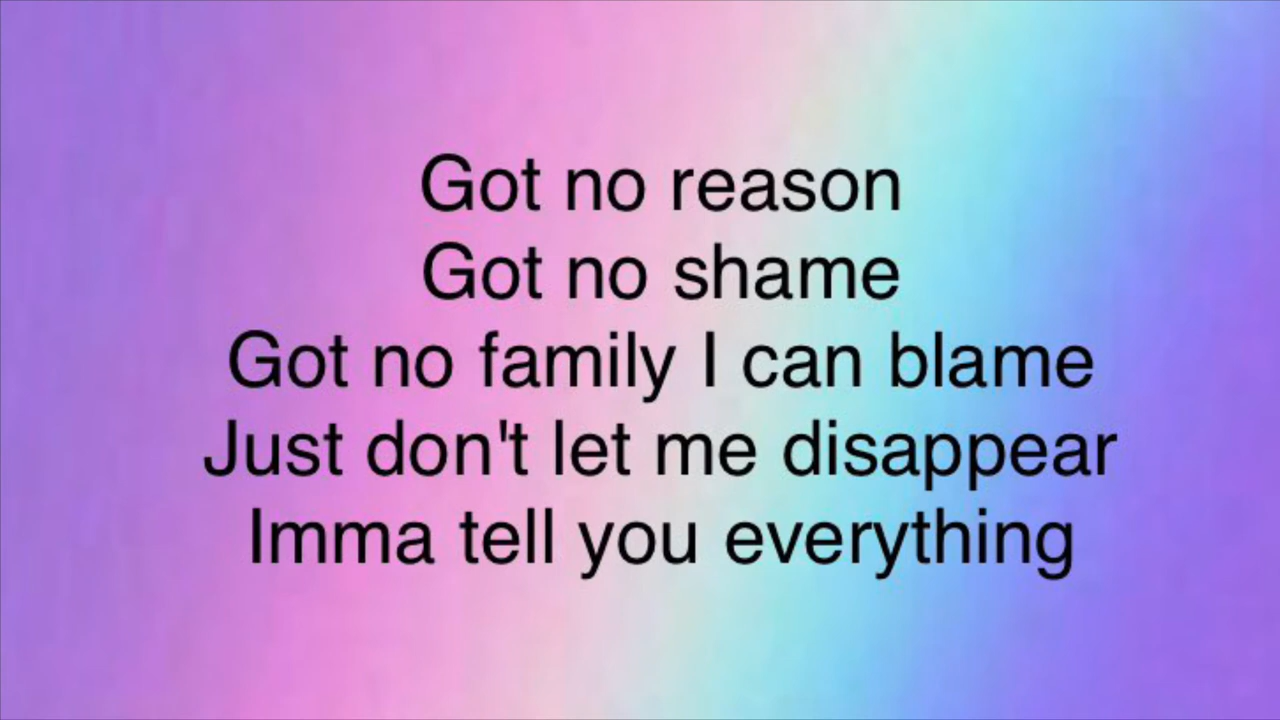 Got no reason
Got no shame
Got no family I can blame
Just don't let me disappear
Imma tell you everything